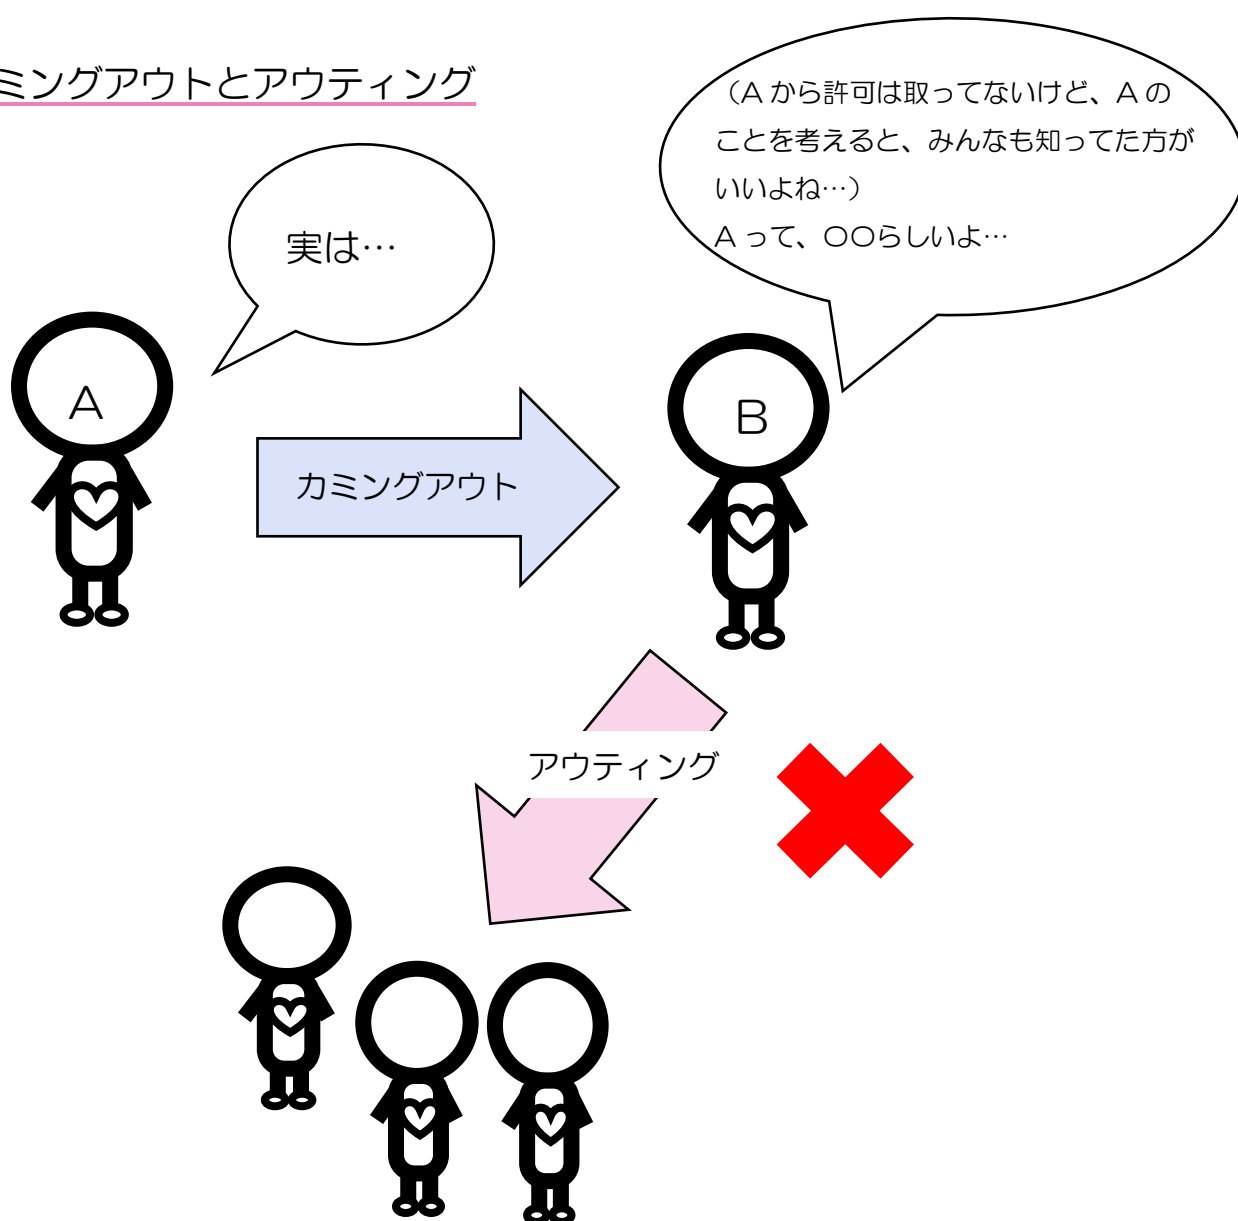 ミングアウトとアウティング
（A から許可は取ってないけど、A の
ことを考えると、みんなも知ってた方が
いいよね…）
A って、〇〇らしいよ…
実は…
A
B
カミングアウト
アウティング